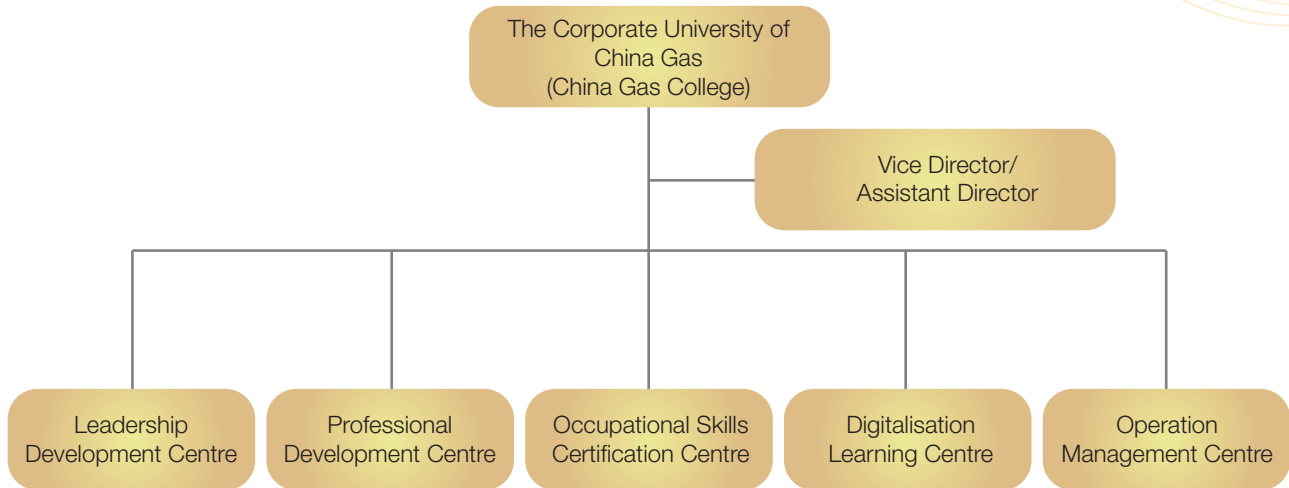 The Corporate University of
China Gas
(China Gas College)
Vice Director/
Assistant Director
Leadership
Development Centre
Professional
Development Centre
Occupational Skills
Certification Centre
Digitalisation
Learning Centre
Operation
Management Centre